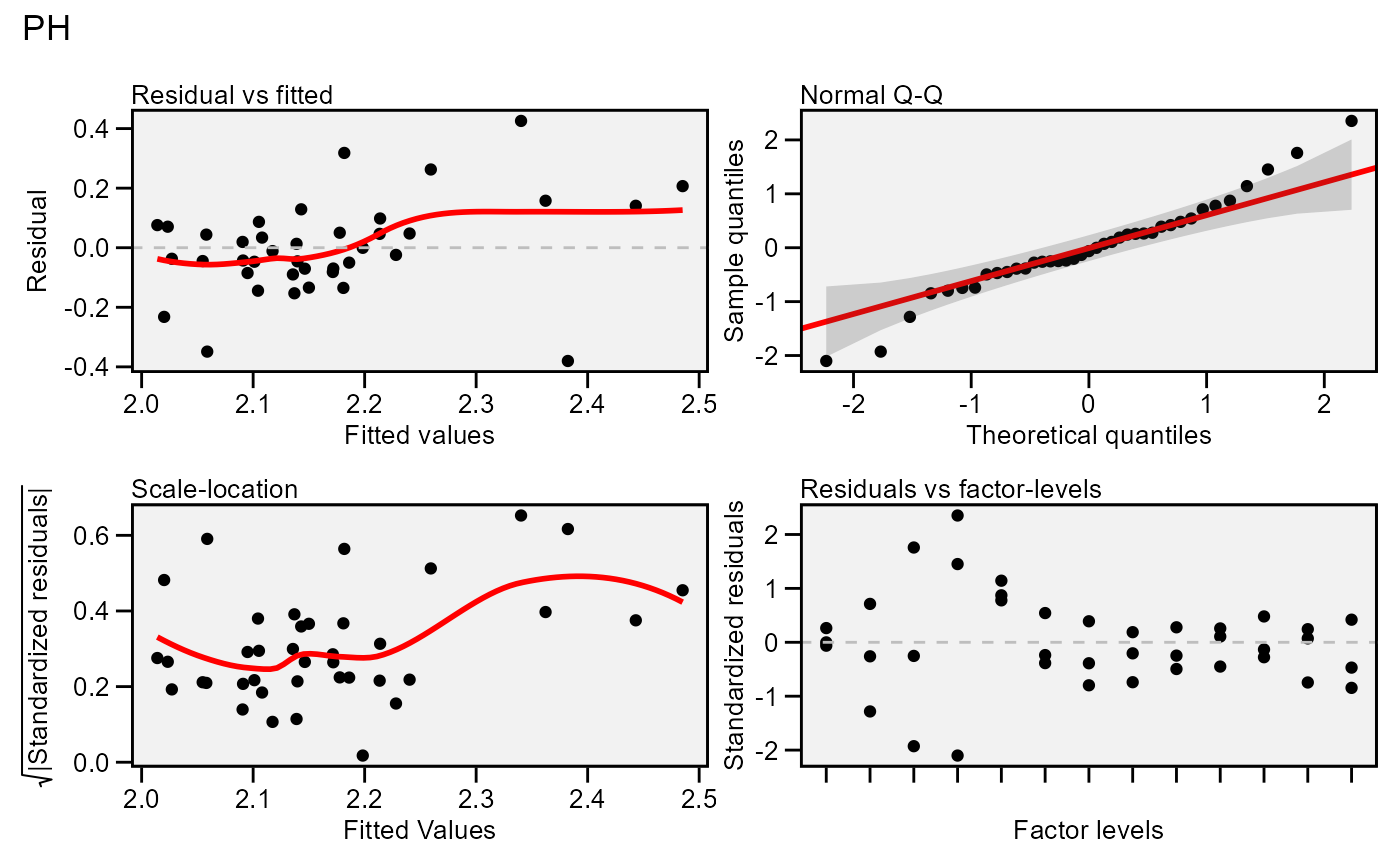 PH
Residual vs fitted
Residual
0.4
0.2
0.0
-0.2
-0.4
2.0 2.1 2.2 2.3 2.4 2.5
Fitted values
Normal Q-Q
Sample quantiles
2
1
0
-1
-2
-2 -1 0 1 2
Theoretical quantiles
Scale-location
√|Standardized residuals|
0.6
0.4
0.2
0.0
2.0 2.1 2.2 2.3 2.4 2.5
Fitted Values
Residuals vs factor-levels
Standardized residuals
2
1
0
-1
-2
Factor levels